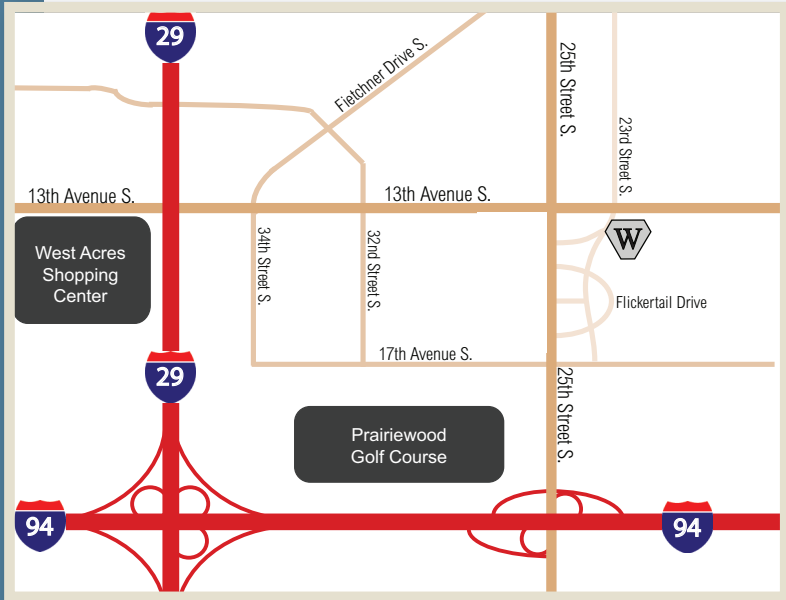 29
Fietchner Drive S.
25th Street S.
23rd Street S.
13th Avenue S.
13th Avenue S.
West Acres
Shopping
Center
34th Street S.
32nd Street S.
W
Flickertail Drive
17th Avenue S.
29
25th Street S.
Prairiewood
Golf Course
94
94